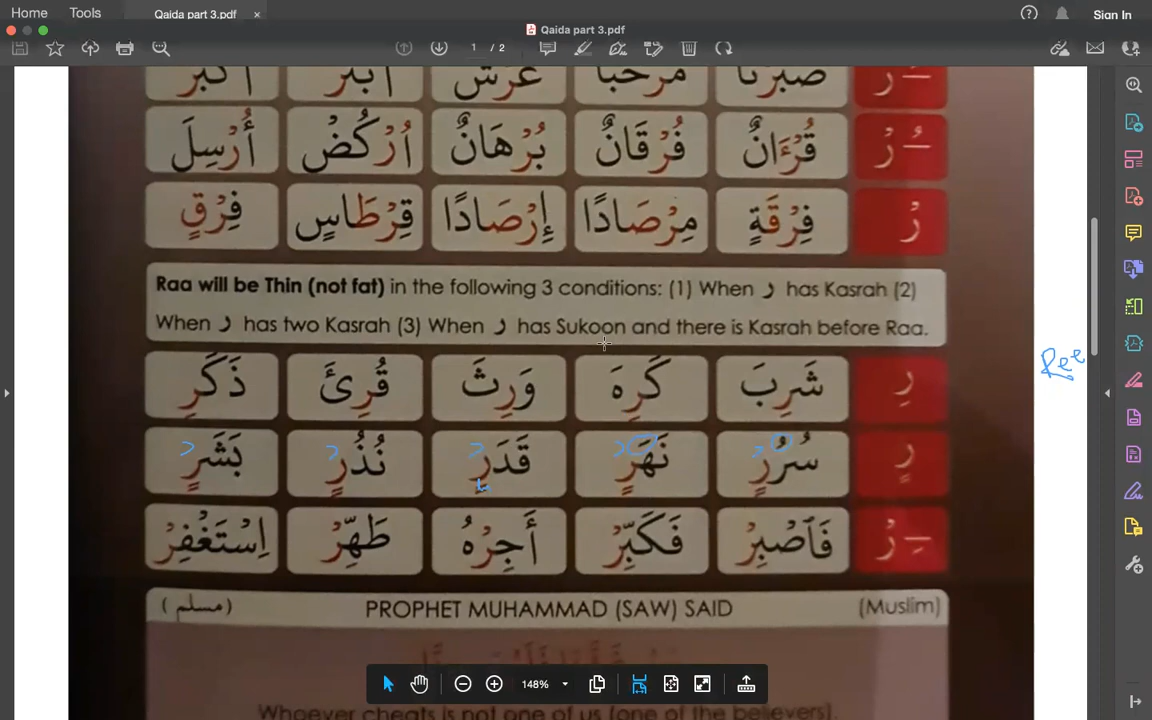 Home Tools Qaida part 3.pdf × Sign In
Qaida part 3.pdf
1 / 2
صَبَرْنَا مَرْحَبًا عَرْش
قُرْءَانٌ فُرْقَانٌ بُرْهَانٌ اُرْكُضْ أُرْسِلَ ـُ رْ
فِرْقَةٍ مِرْصَادًا إِرْصَادًا قِرْطَاسٍ فِرْقٍ رْ
Raa will be Thin (not fat) in the following 3 conditions: (1) When ر has Kasrah (2)
When ر has two Kasrah (3) When ر has Sukoon and there is Kasrah before Raa.
Ree
شَرِبَ كَرِهَ وَرِثَ قُرِئَ ذَكَرِ رِ
سُرُرٍ نَهَرٍ قَدَرٍ نُذُرٍ بَشَرٍ رٍ
فَٱصْبِرْ فَكَبِّرْ أَجِرْهُ طَهِّرْ اِسْتَغْفِرْ ـِ رْ
(مسلم) PROPHET MUHAMMAD (SAW) SAID (Muslim)
148%
Whoever cheats is not one of us (one of the believers).